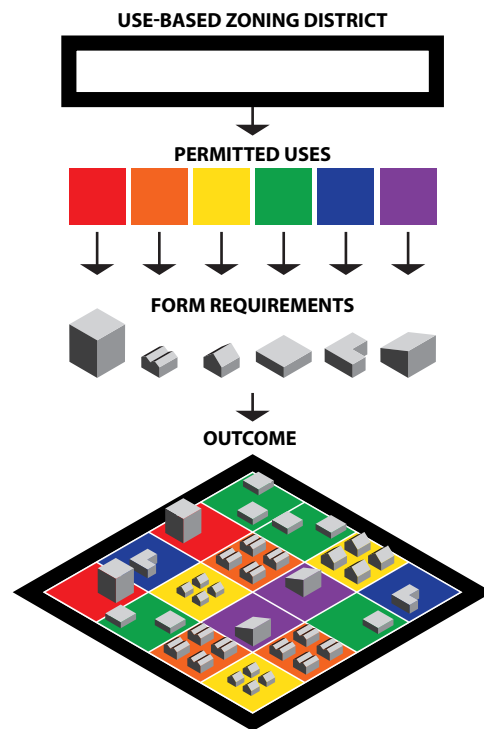 USE-BASED ZONING DISTRICT
PERMITTED USES
FORM REQUIREMENTS
OUTCOME